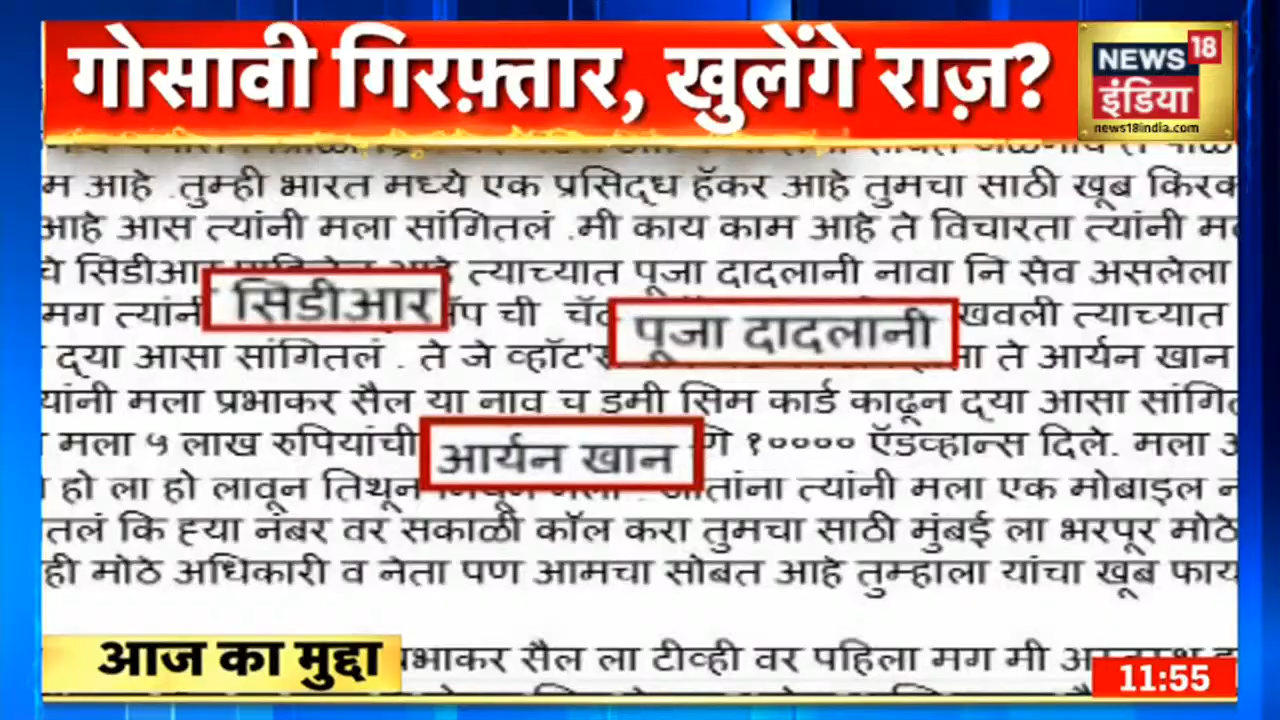 गोसावी गिरफ़्तार, खुलेंगे राज़?
NEWS 18
इंडिया
news18india.com
म आहे .तुम्ही भारत मध्ये एक प्रसिद्ध हॅकर आहे तुमचा साठी खूब किरक
आहे आस त्यांनी मला सांगितलं .मी काय काम आहे ते विचारता त्यांनी
चे सिडीआर आहे त्याच्यात पूजा दादलानी नावा नि सेव असलेला
सिडीआर
मग त्यांनी ॅप ची चॅट खवली त्याच्यात
पूजा दादलानी
द्या आसा सांगितलं . ते जे व्हॉट'स ते आर्यन खान
यांनी मला प्रभाकर सैल या नाव च डमी सिम कार्ड काढून द्या आसा सांगित
मला ५ लाख रुपियांची १०००० ऍडव्हान्स दिले. मला
आर्यन खान
हो ला हो लावून तिथून त्यांनी मला एक मोबाइल
तलं कि ह्या नंबर वर सकाळी कॉल करा तुमचा साठी मुंबई ला भरपूर मोठे
ही मोठे अधिकारी व नेता पण आमचा सोबत आहे तुम्हाला यांचा खूब फाय
आज का मुद्दा
भाकर सैल ला टीव्ही वर पहिला मग मी
11:55